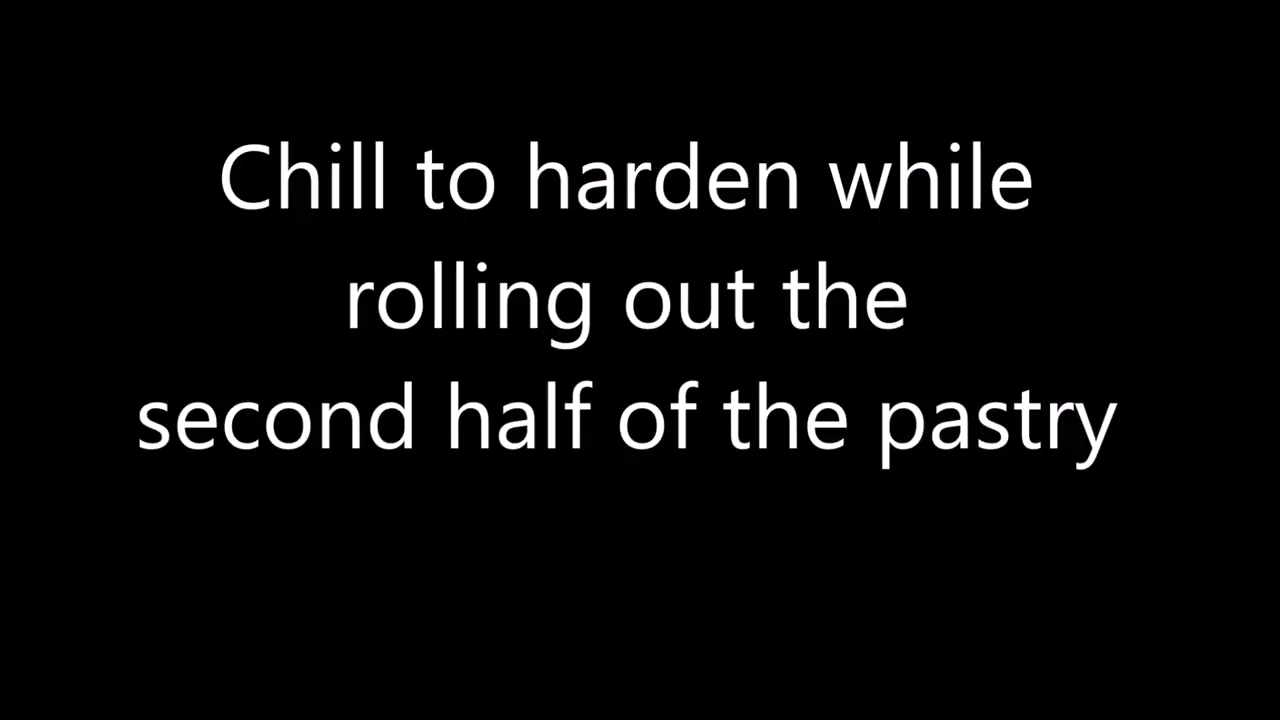 Chill to harden while
rolling out the
second half of the pastry